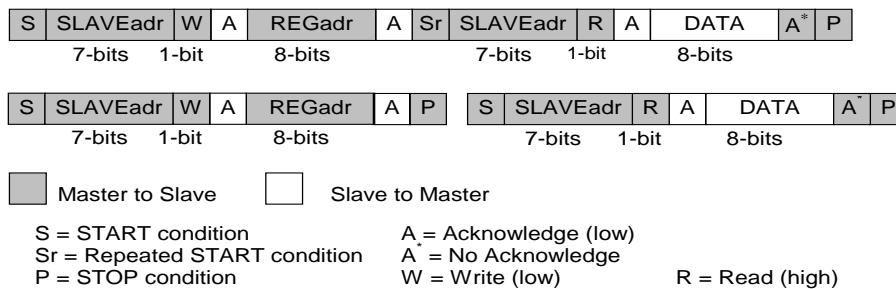 S SLAVEadr W A REGadr A Sr SLAVEadr R A DATA A* P
7-bits 1-bit 8-bits 7-bits 1-bit 8-bits
S SLAVEadr W A REGadr A P S SLAVEadr R A DATA A* P
7-bits 1-bit 8-bits 7-bits 1-bit 8-bits
Master to Slave Slave to Master
S = START condition A = Acknowledge (low)
Sr = Repeated START condition A* = No Acknowledge
P = STOP condition W = Write (low) R = Read (high)